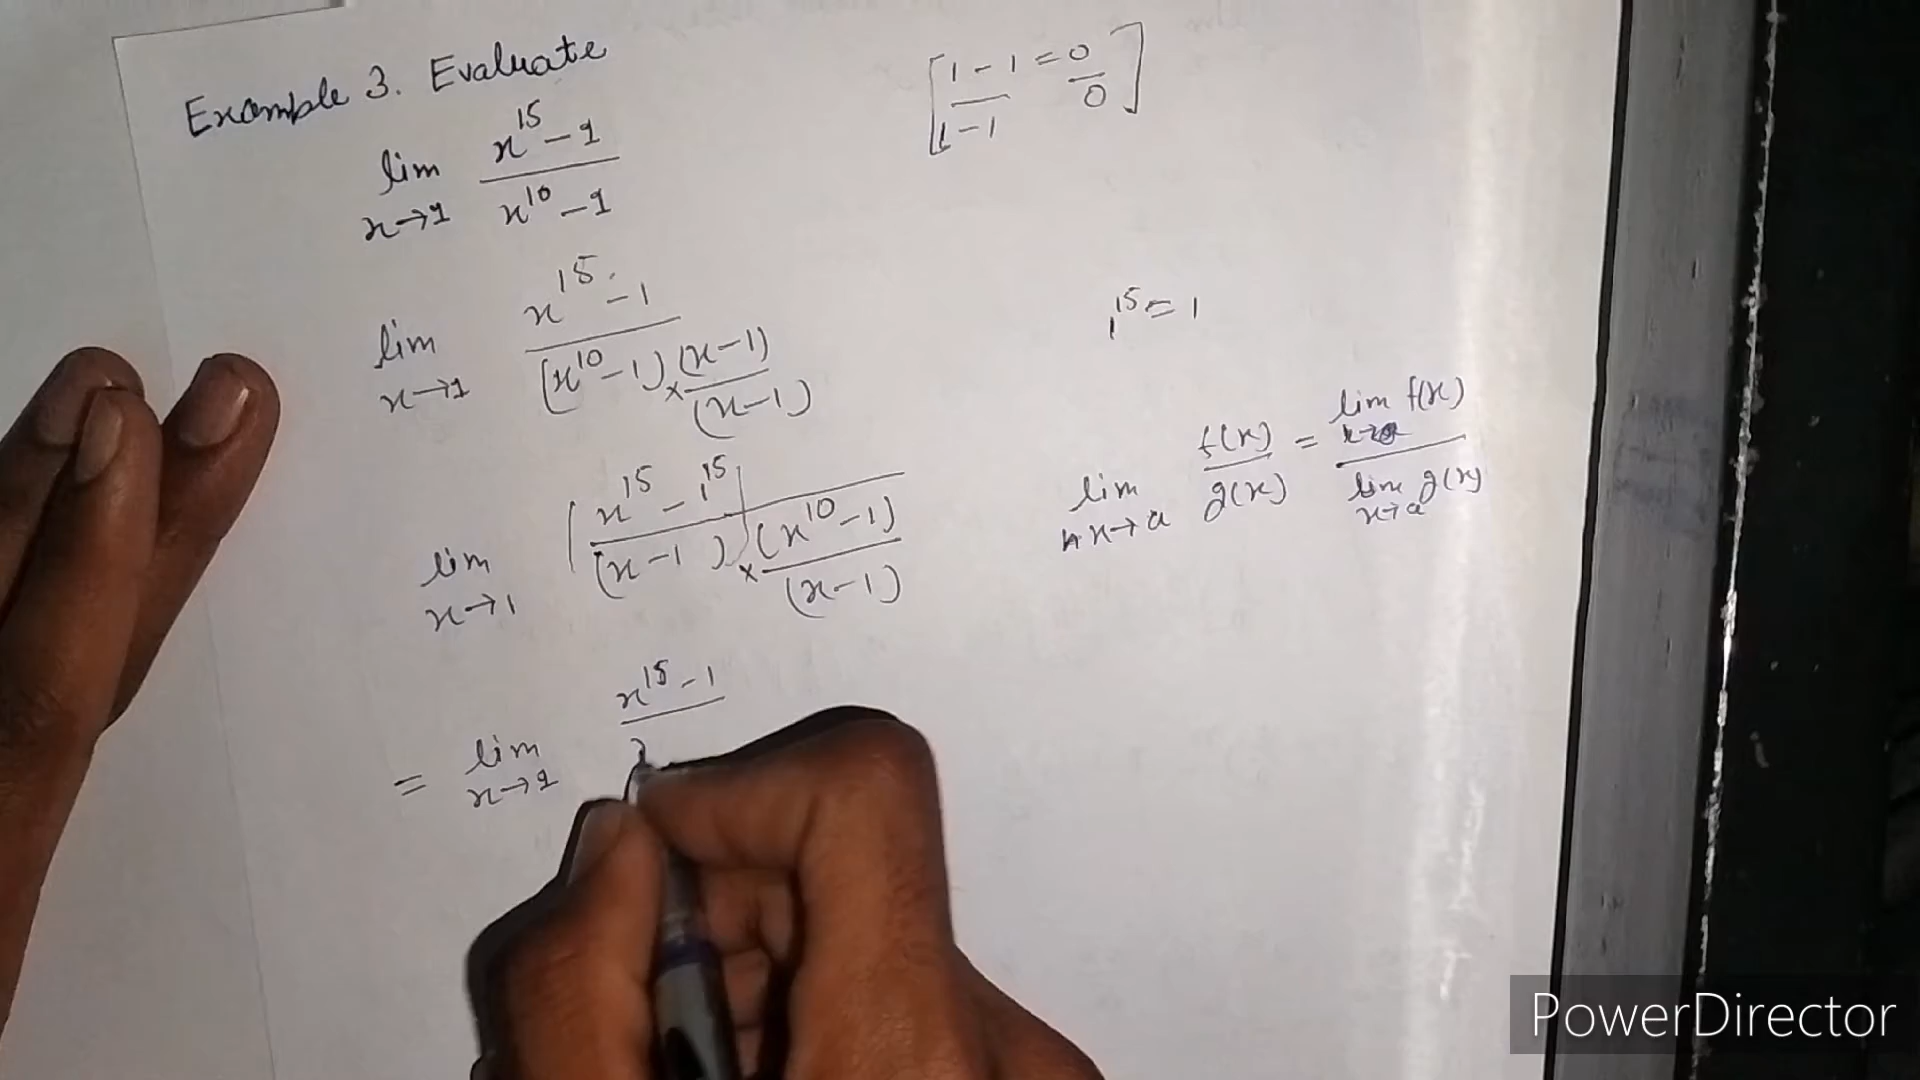 Example 3. Evaluate
lim x^15 - 1
x→1 x^10 - 1
[1 - 1 = 0
1 - 1 0]
lim x^15 - 1
x→1 (x^10 - 1) × (x - 1)
(x - 1)
1^15 = 1
lim (x^15 - 1^15
x→1 (x - 1) × (x^10 - 1)
(x - 1)
lim f(x) = lim f(x)
x→a g(x) lim g(x)
x→a
= lim x^15 - 1
x→1
PowerDirector